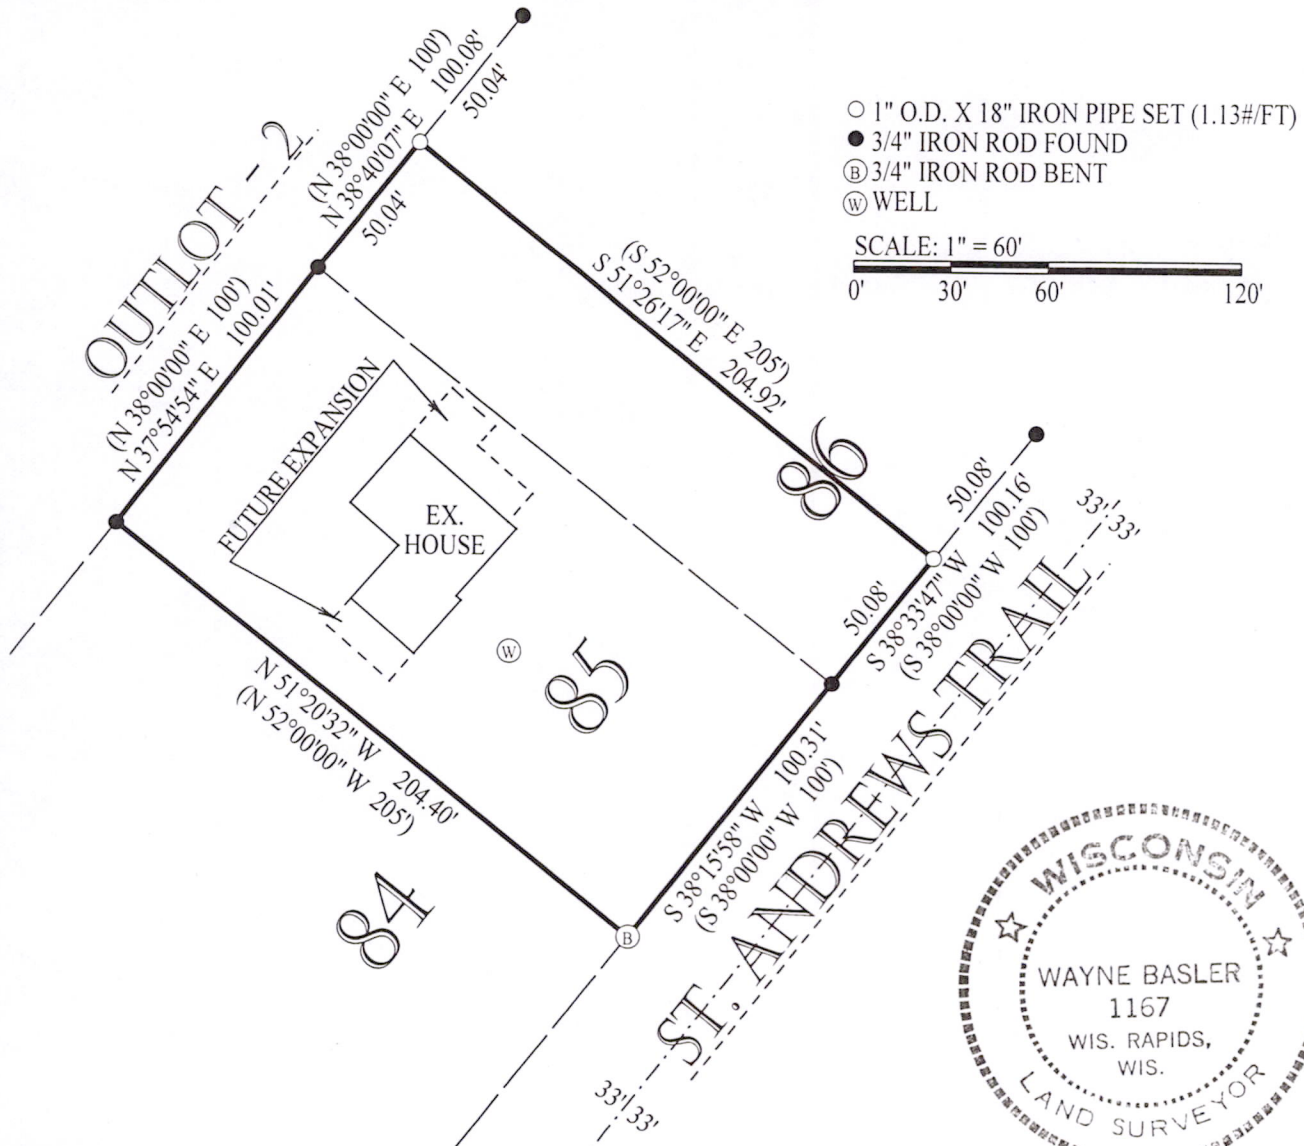 50.04'
(N 38°00'00" E 100')
N 38°40'07" E 100.08'
50.04'
OUTLOT - 2
(N 38°00'00" E 100')
N 37°54'54" E 100.01'
○ 1" O.D. X 18" IRON PIPE SET (1.13#/FT)
● 3/4" IRON ROD FOUND
Ⓑ 3/4" IRON ROD BENT
Ⓦ WELL
SCALE: 1" = 60'
0' 30' 60' 120'
(S 52°00'00" E 205')
S 51°26'17" E 204.92'
86
FUTURE EXPANSION
EX.
HOUSE
W
85
N 51°20'32" W 204.40'
(N 52°00'00" W 205')
84
B
50.08'
50.08'
S 38°33'47" W 100.16'
(S 38°00'00" W 100')
33' 33'
S 38°15'58" W 100.31'
(S 38°00'00" W 100')
ST. ANDREWS TRAIL
33' 33'
WISCONSIN
WAYNE BASLER
1167
WIS. RAPIDS,
WIS.
LAND SURVEYOR